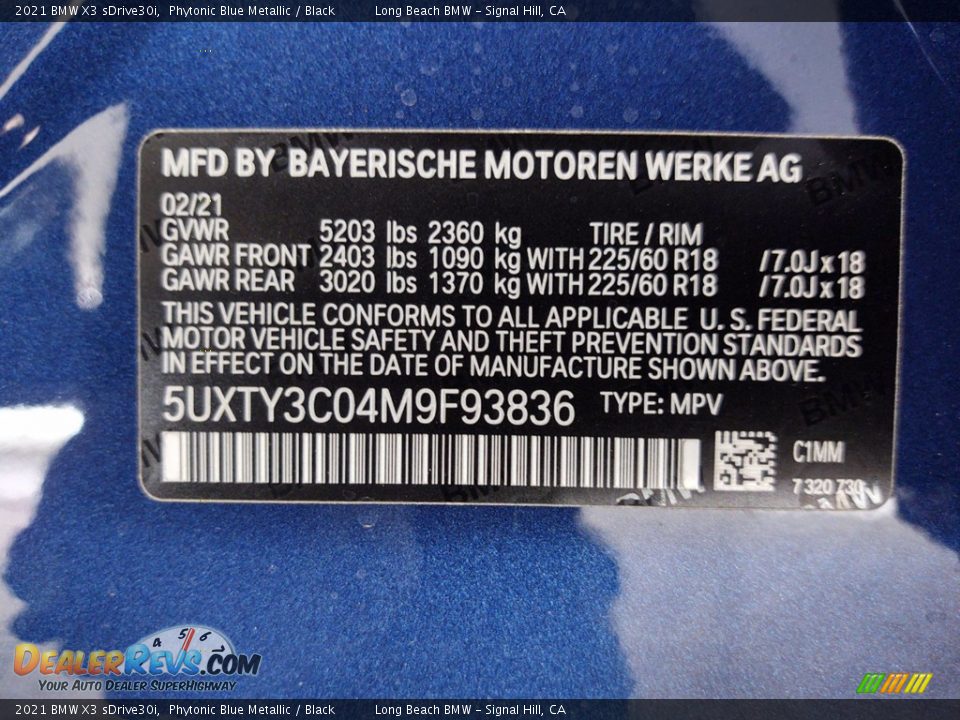 2021 BMW X3 sDrive30i, Phytonic Blue Metallic / Black Long Beach BMW - Signal Hill, CA
MFD BY BAYERISCHE MOTOREN WERKE AG
02/21
GVWR 5203 lbs 2360 kg TIRE / RIM
GAWR FRONT 2403 lbs 1090 kg WITH 225/60 R18 /7.0J x 18
GAWR REAR 3020 lbs 1370 kg WITH 225/60 R18 /7.0J x 18
THIS VEHICLE CONFORMS TO ALL APPLICABLE U. S. FEDERAL
MOTOR VEHICLE SAFETY AND THEFT PREVENTION STANDARDS
IN EFFECT ON THE DATE OF MANUFACTURE SHOWN ABOVE.
5UXTY3C04M9F93836 TYPE: MPV
C1MM
7 320 730
4 5 6
DealerRevs.com
Your Auto Dealer SuperHighway
2021 BMW X3 sDrive30i, Phytonic Blue Metallic / Black Long Beach BMW - Signal Hill, CA